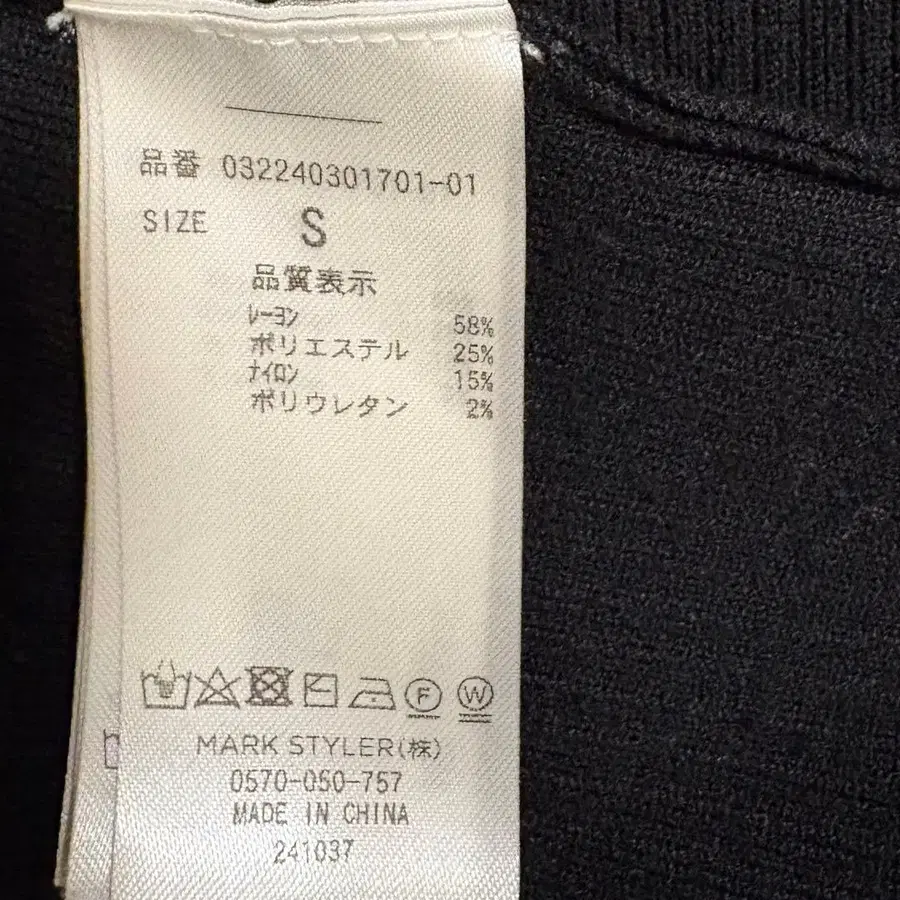 品番 032240301701-01
SIZE S
品質表示
レーヨン 58%
ポリエステル 25%
ナイロン 15%
ポリウレタン 2%
F W
MARK STYLER(株)
0570-050-757
MADE IN CHINA
241037